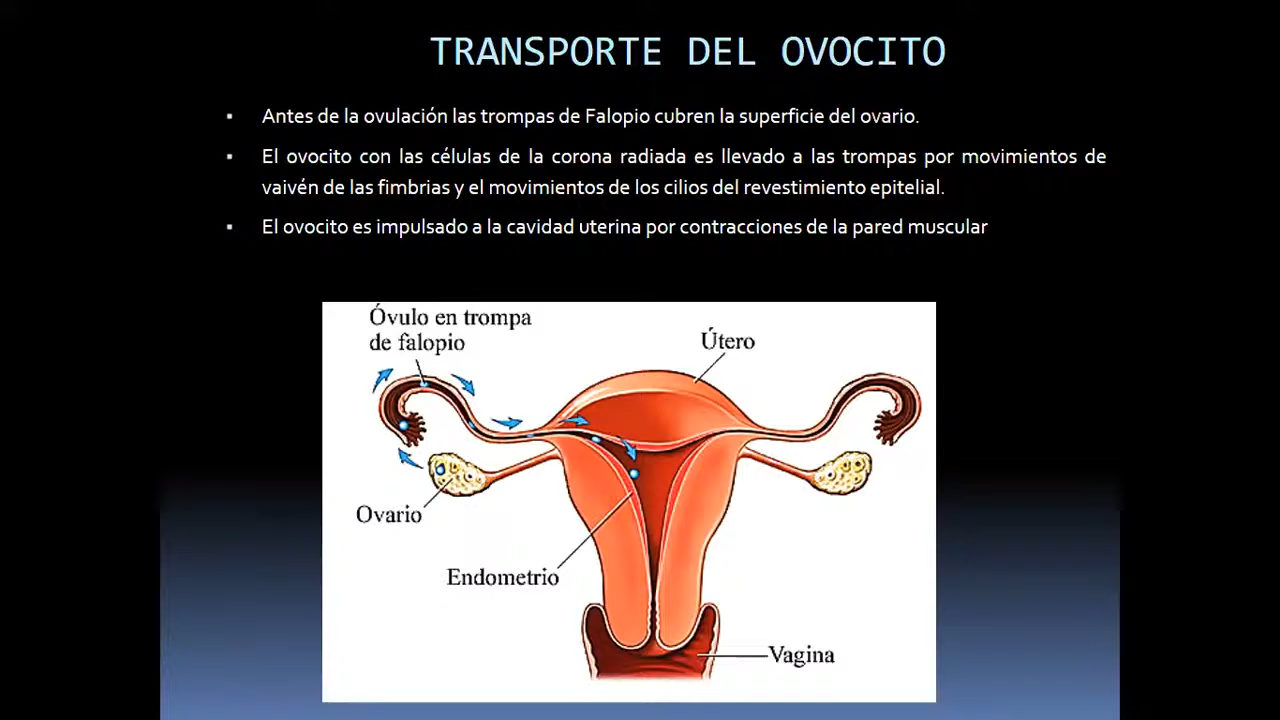 TRANSPORTE DEL OVOCITO
▪ Antes de la ovulación las trompas de Falopio cubren la superficie del ovario.
▪ El ovocito con las células de la corona radiada es llevado a las trompas por movimientos de
vaivén de las fimbrias y el movimientos de los cilios del revestimiento epitelial.
▪ El ovocito es impulsado a la cavidad uterina por contracciones de la pared muscular
Óvulo en trompa
de falopio
Útero
Ovario
Endometrio
Vagina